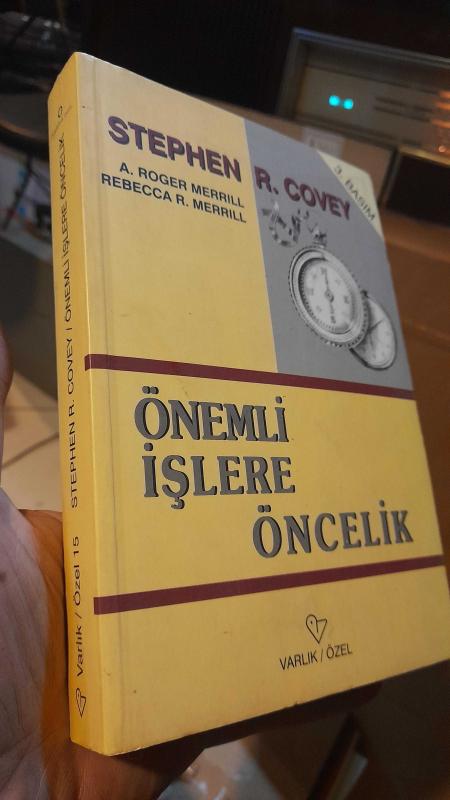 STEPHEN R. COVEY
A. ROGER MERRILL
REBECCA R. MERRILL
3. BASIM
ÖNEMLİ
İŞLERE
ÖNCELİK
VARLIK / ÖZEL
Varlık / Özel 15 STEPHEN R. COVEY / ÖNEMLİ İŞLERE ÖNCELİK